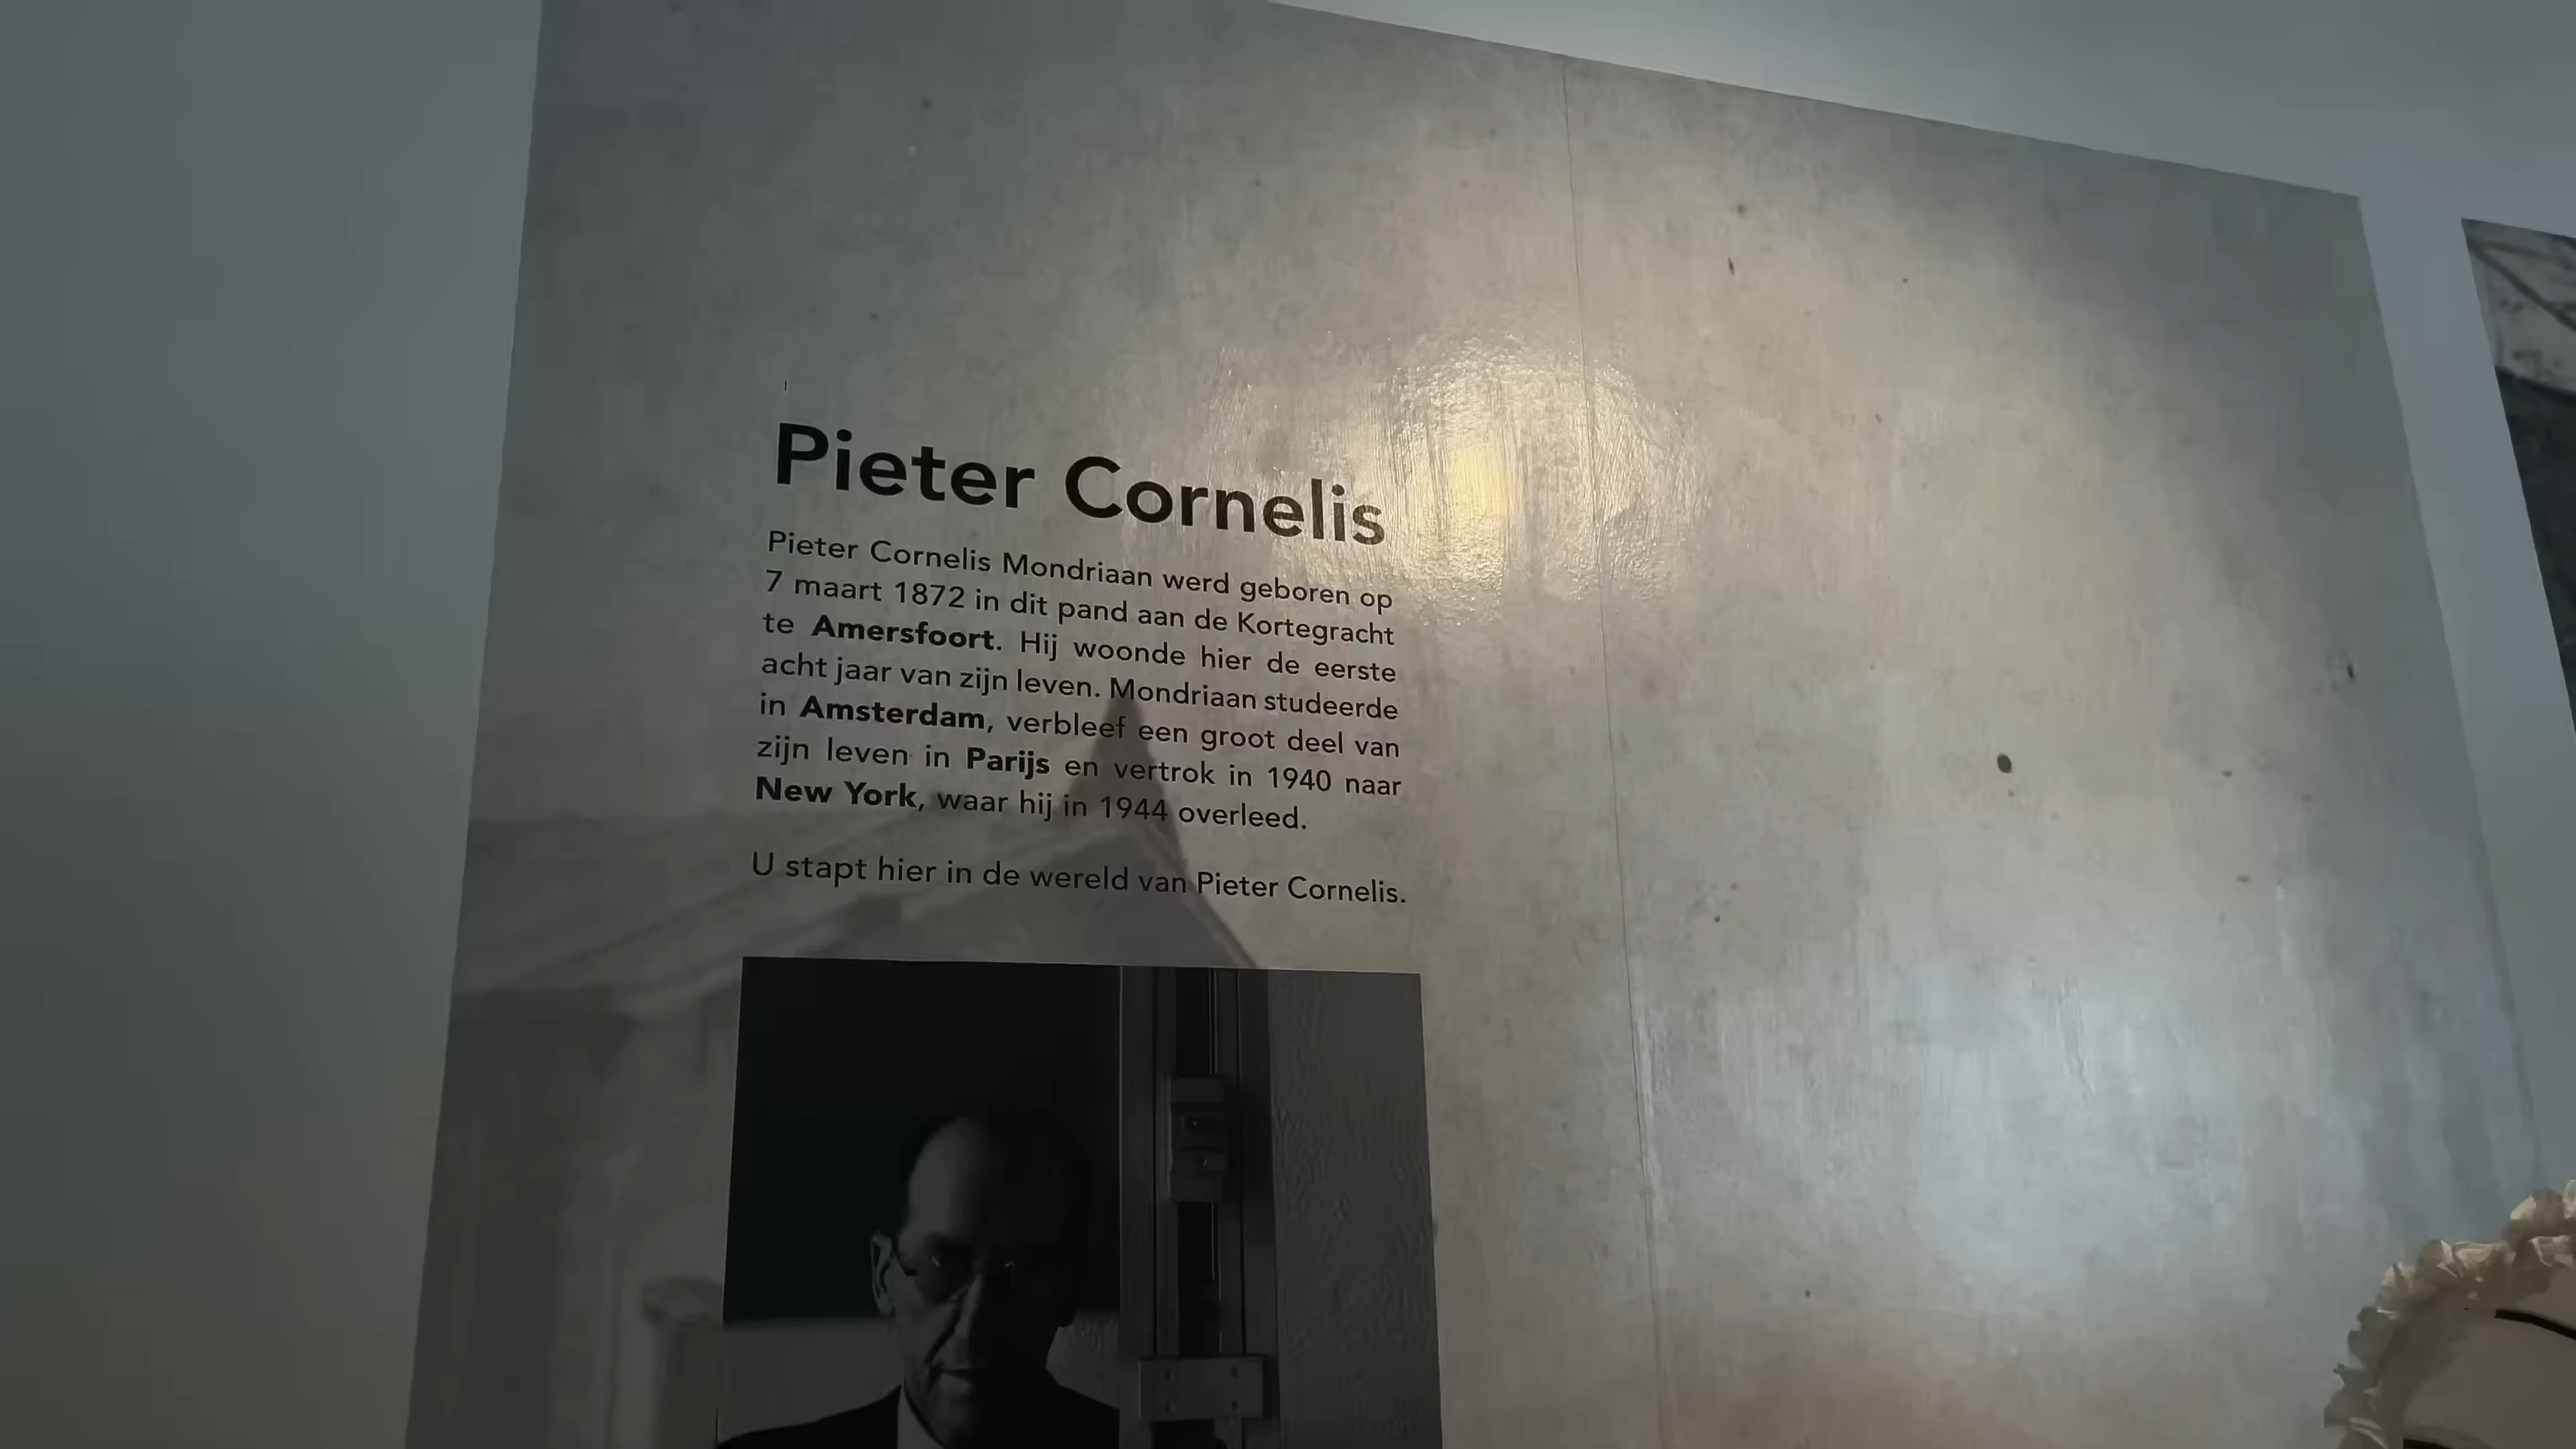 Pieter Cornelis
Pieter Cornelis Mondriaan werd geboren op
7 maart 1872 in dit pand aan de Kortegracht
te Amersfoort. Hij woonde hier de eerste
acht jaar van zijn leven. Mondriaan studeerde
in Amsterdam, verbleef een groot deel van
zijn leven in Parijs en vertrok in 1940 naar
New York, waar hij in 1944 overleed.
U stapt hier in de wereld van Pieter Cornelis.